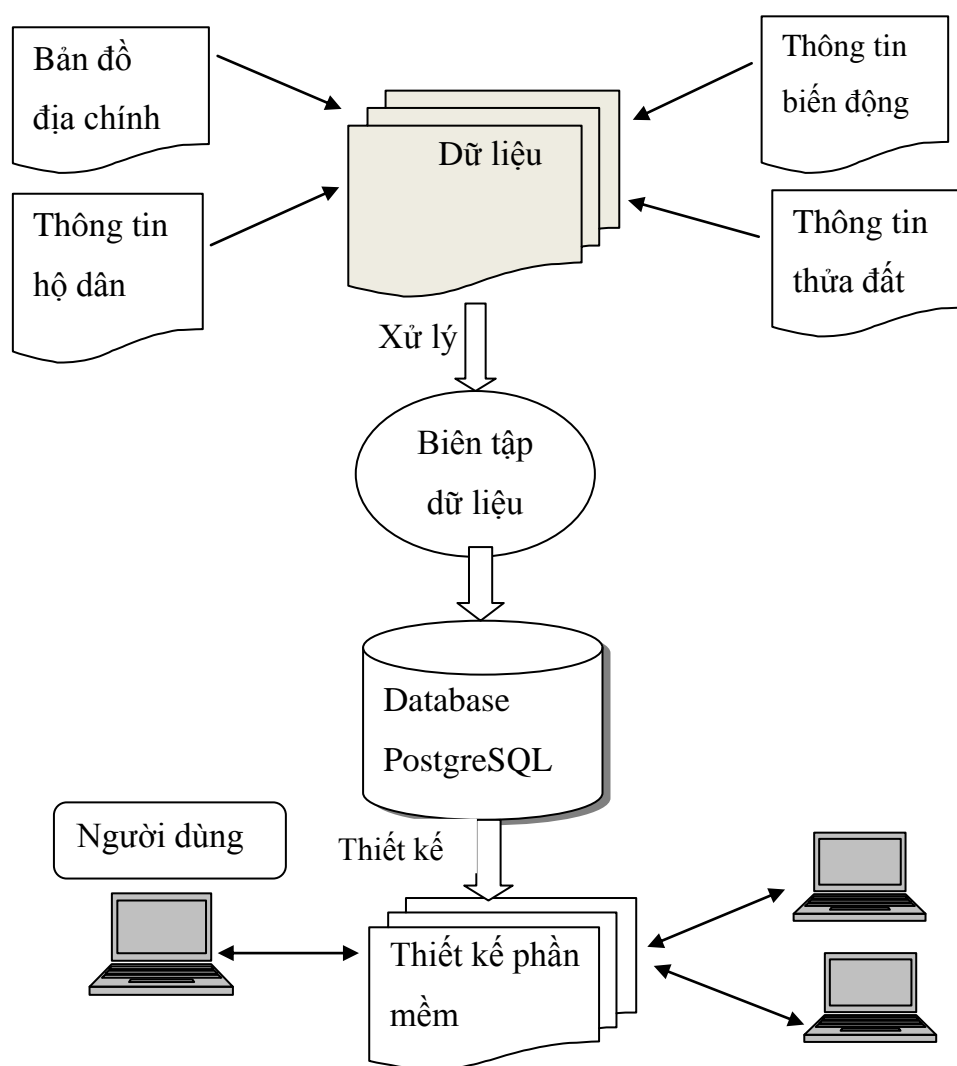 Bản đồ
địa chính
Thông tin
biến động
Dữ liệu
Thông tin
hộ dân
Thông tin
thửa đất
Xử lý
Biên tập
dữ liệu
Database
PostgreSQL
Người dùng
Thiết kế
Thiết kế phần
mềm